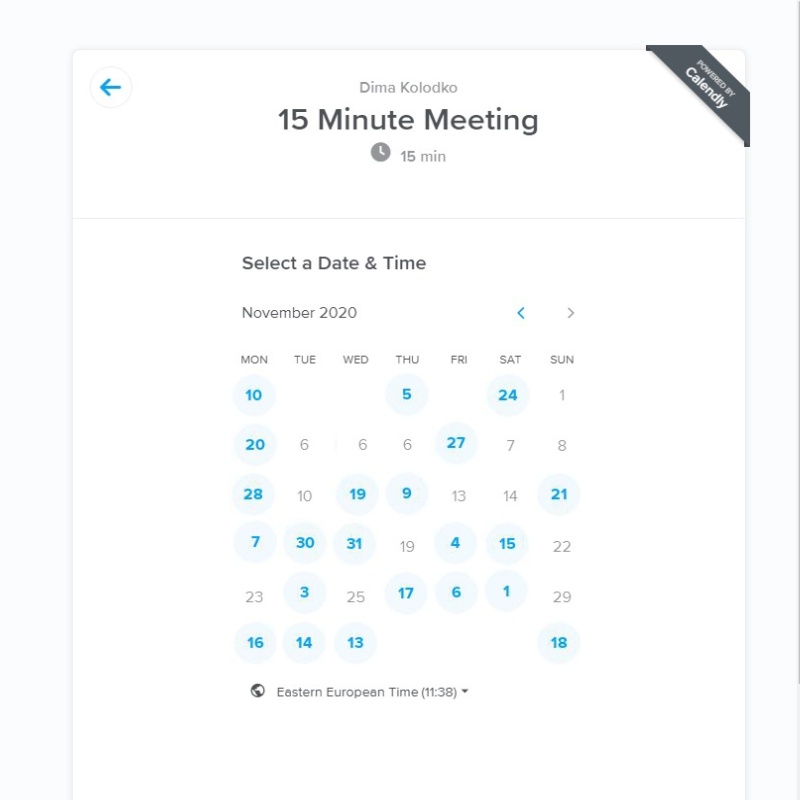 POWERED BY
Calendly
Dima Kolodko
15 Minute Meeting
15 min
Select a Date & Time
November 2020
MON TUE WED THU FRI SAT SUN
10 5 24 1
20 6 6 6 27 7 8
28 10 19 9 13 14 21
7 30 31 19 4 15 22
23 3 25 17 6 1 29
16 14 13 18
Eastern European Time (11:38)